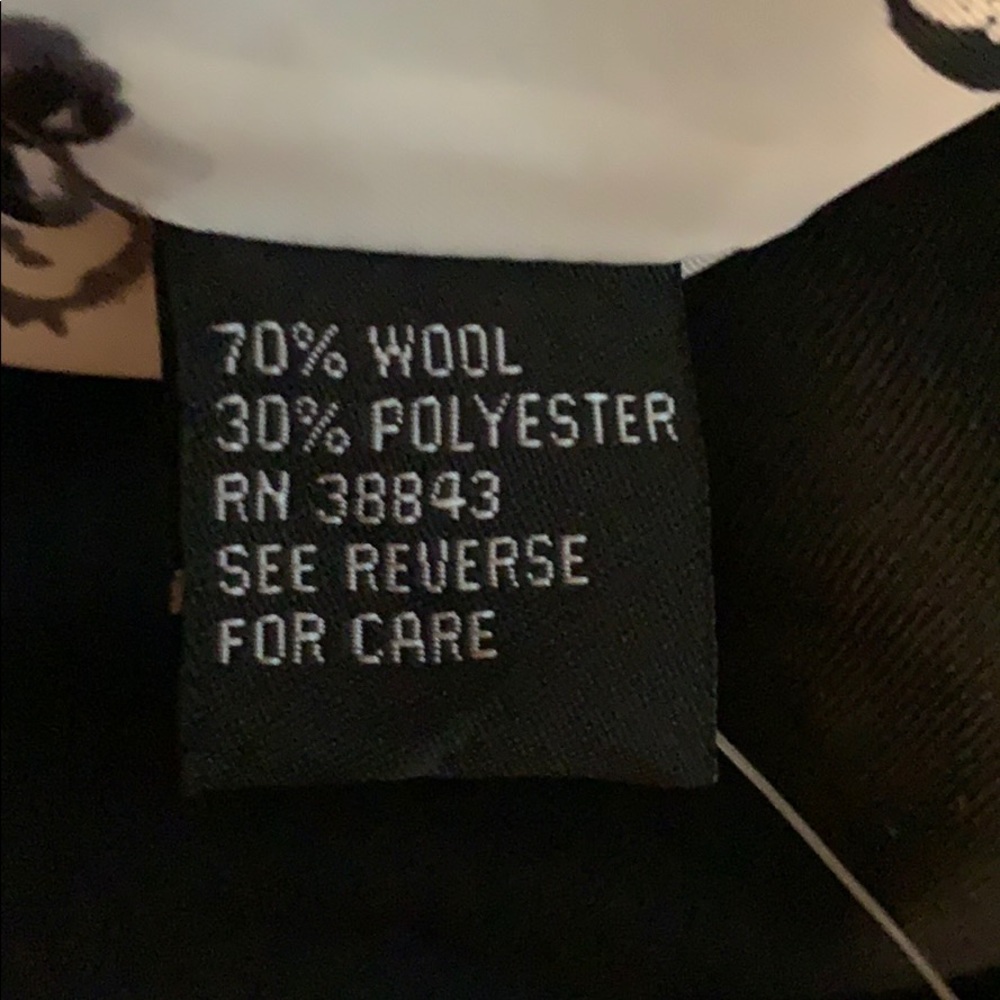 70% WOOL
30% POLYESTER
RN 38843
SEE REVERSE
FOR CARE